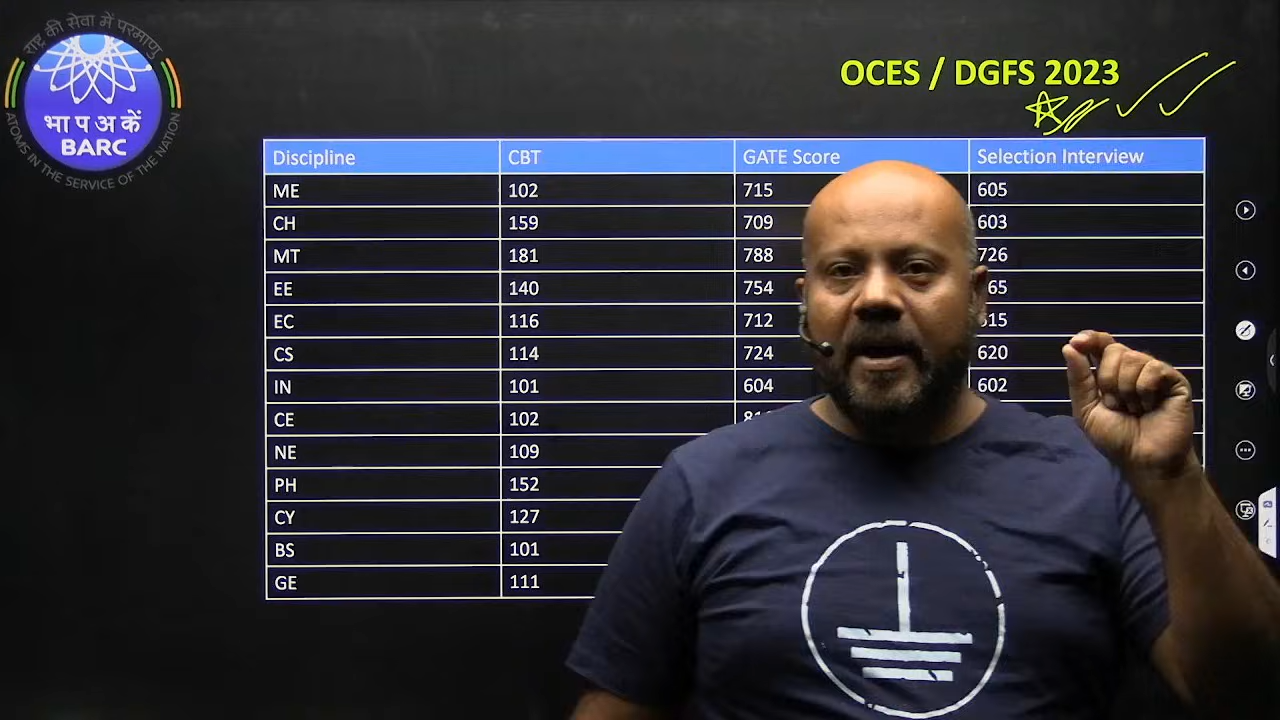 राष्ट्र की सेवा में परमाणु
भा प अ कें
BARC
ATOMS IN THE SERVICE OF THE NATION
OCES / DGFS 2023
Discipline CBT GATE Score Selection Interview
ME 102 715 605
CH 159 709 603
MT 181 788 726
EE 140 754 65
EC 116 712 15
CS 114 724 620
IN 101 604 602
CE 102
NE 109
PH 152
CY 127
BS 101
GE 111